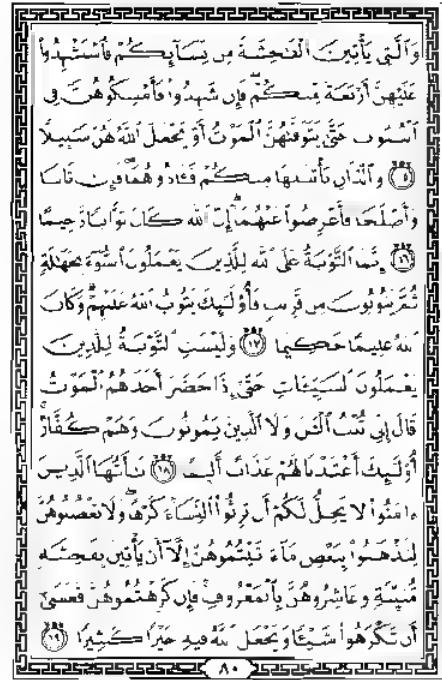 وَٱلَّـٰتِى يَأْتِينَ ٱلْفَـٰحِشَةَ مِن نِّسَآئِكُمْ فَٱسْتَشْهِدُوا۟
عَلَيْهِنَّ أَرْبَعَةً مِّنكُمْ ۖ فَإِن شَهِدُوا۟ فَأَمْسِكُوهُنَّ فِى
ٱلْبُيُوتِ حَتَّىٰ يَتَوَفَّىٰهُنَّ ٱلْمَوْتُ أَوْ يَجْعَلَ ٱللَّهُ لَهُنَّ سَبِيلًا
١٥ وَٱلَّذَانِ يَأْتِيَـٰنِهَا مِنكُمْ فَـَٔاذُوهُمَا ۖ فَإِن تَابَا
وَأَصْلَحَا فَأَعْرِضُوا۟ عَنْهُمَآ ۗ إِنَّ ٱللَّهَ كَانَ تَوَّابًا رَّحِيمًا
١٦ إِنَّمَا ٱلتَّوْبَةُ عَلَى ٱللَّهِ لِلَّذِينَ يَعْمَلُونَ ٱلسُّوٓءَ بِجَهَـٰلَةٍ
ثُمَّ يَتُوبُونَ مِن قَرِيبٍ فَأُو۟لَـٰٓئِكَ يَتُوبُ ٱللَّهُ عَلَيْهِمْ ۗ وَكَانَ
ٱللَّهُ عَلِيمًا حَكِيمًا ١٧ وَلَيْسَتِ ٱلتَّوْبَةُ لِلَّذِينَ
يَعْمَلُونَ ٱلسَّيِّـَٔاتِ حَتَّىٰٓ إِذَا حَضَرَ أَحَدَهُمُ ٱلْمَوْتُ
قَالَ إِنِّى تُبْتُ ٱلْـَٔـٰنَ وَلَا ٱلَّذِينَ يَمُوتُونَ وَهُمْ كُفَّارٌ ۚ
أُو۟لَـٰٓئِكَ أَعْتَدْنَا لَهُمْ عَذَابًا أَلِيمًا ١٨ يَـٰٓأَيُّهَا ٱلَّذِينَ
ءَامَنُوا۟ لَا يَحِلُّ لَكُمْ أَن تَرِثُوا۟ ٱلنِّسَآءَ كَرْهًا ۖ وَلَا تَعْضُلُوهُنَّ
لِتَذْهَبُوا۟ بِبَعْضِ مَآ ءَاتَيْتُمُوهُنَّ إِلَّآ أَن يَأْتِينَ بِفَـٰحِشَةٍ
مُّبَيِّنَةٍ ۚ وَعَاشِرُوهُنَّ بِٱلْمَعْرُوفِ ۚ فَإِن كَرِهْتُمُوهُنَّ فَعَسَىٰٓ
أَن تَكْرَهُوا۟ شَيْـًٔا وَيَجْعَلَ ٱللَّهُ فِيهِ خَيْرًا كَثِيرًا ١٩
٨٠